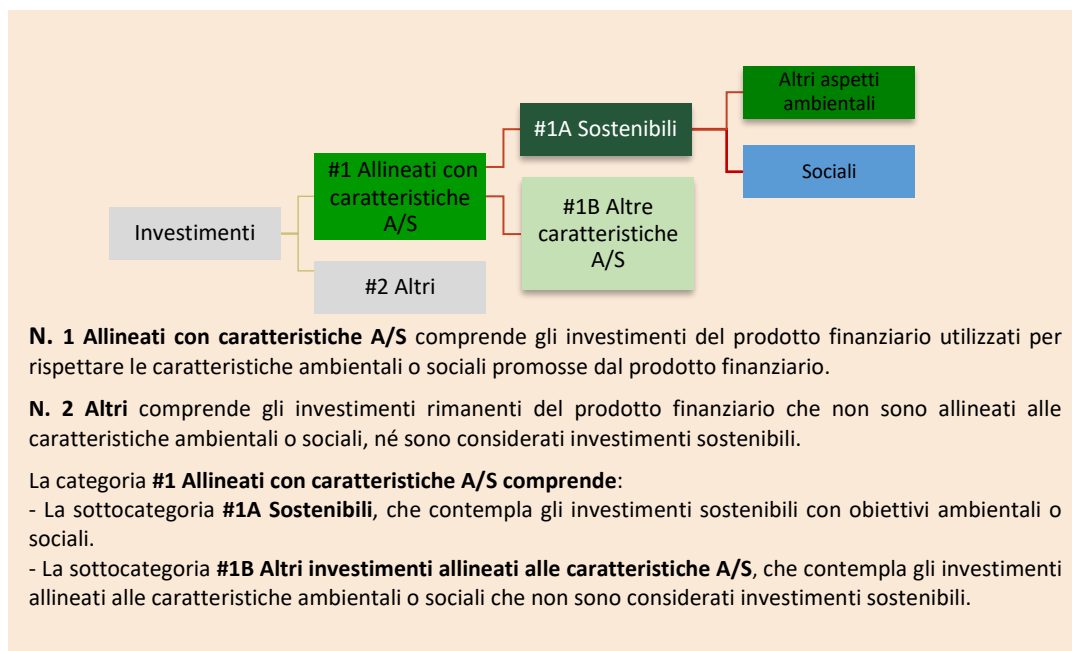 Altri aspetti
ambientali
#1A Sostenibili
Sociali
#1 Allineati con
caratteristiche
A/S
#1B Altre
caratteristiche
A/S
Investimenti
#2 Altri
N. 1 Allineati con caratteristiche A/S comprende gli investimenti del prodotto finanziario utilizzati per
rispettare le caratteristiche ambientali o sociali promosse dal prodotto finanziario.
N. 2 Altri comprende gli investimenti rimanenti del prodotto finanziario che non sono allineati alle
caratteristiche ambientali o sociali, né sono considerati investimenti sostenibili.
La categoria #1 Allineati con caratteristiche A/S comprende:
- La sottocategoria #1A Sostenibili, che contempla gli investimenti sostenibili con obiettivi ambientali o
sociali.
- La sottocategoria #1B Altri investimenti allineati alle caratteristiche A/S, che contempla gli investimenti
allineati alle caratteristiche ambientali o sociali che non sono considerati investimenti sostenibili.